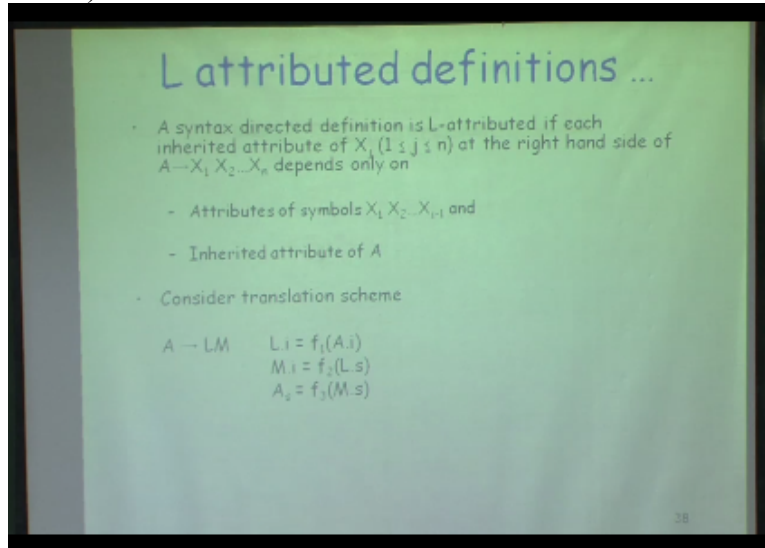 L attributed definitions ...
• A syntax directed definition is L-attributed if each
inherited attribute of Xj (1 ≤ j ≤ n) at the right hand side of
A→X1 X2…Xn depends only on
- Attributes of symbols X1 X2…Xj-1 and
- Inherited attribute of A
• Consider translation scheme
A → LM L.i = f1(A.i)
M.i = f2(L.s)
As = f3(M.s)
38